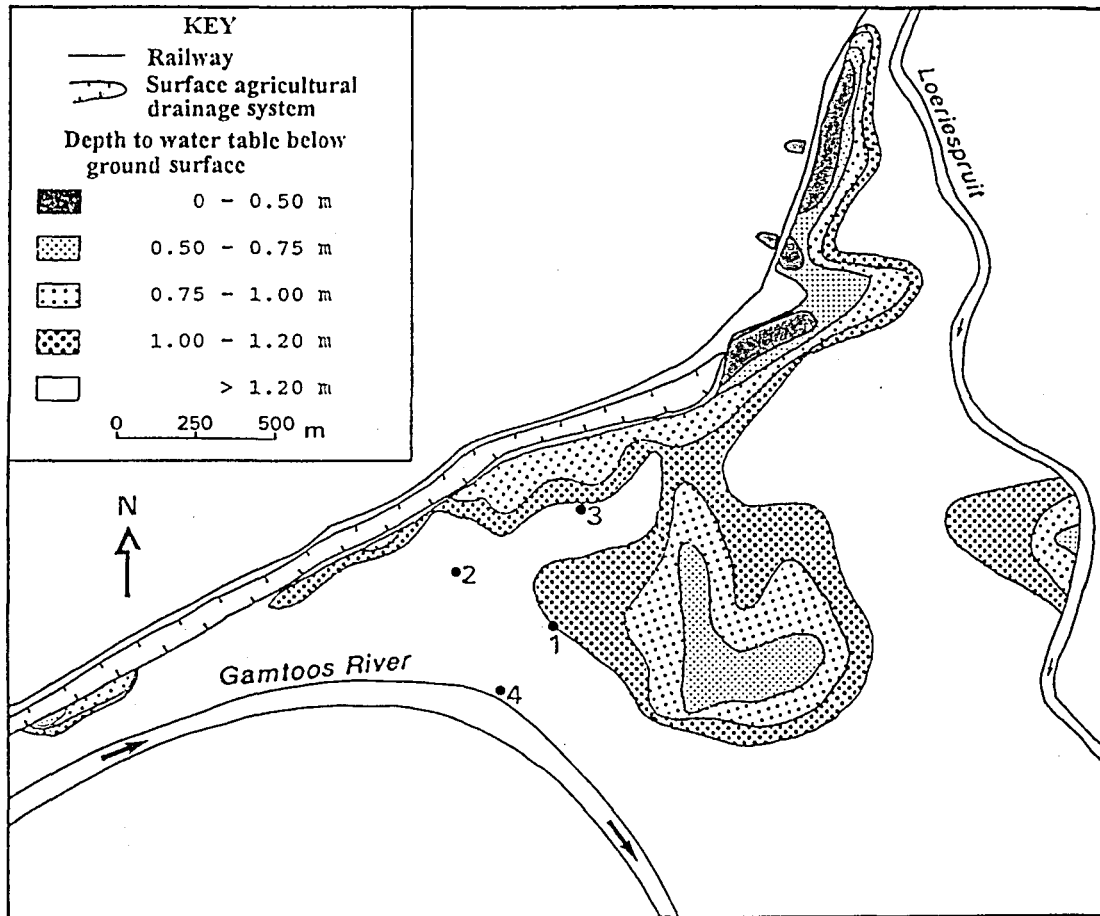 KEY
Railway
Surface agricultural
drainage system
Depth to water table below
ground surface
0 - 0.50 m
0.50 - 0.75 m
0.75 - 1.00 m
1.00 - 1.20 m
> 1.20 m
0 250 500 m
Loeriespruit
N
3
2
1
Gamtoos River
4